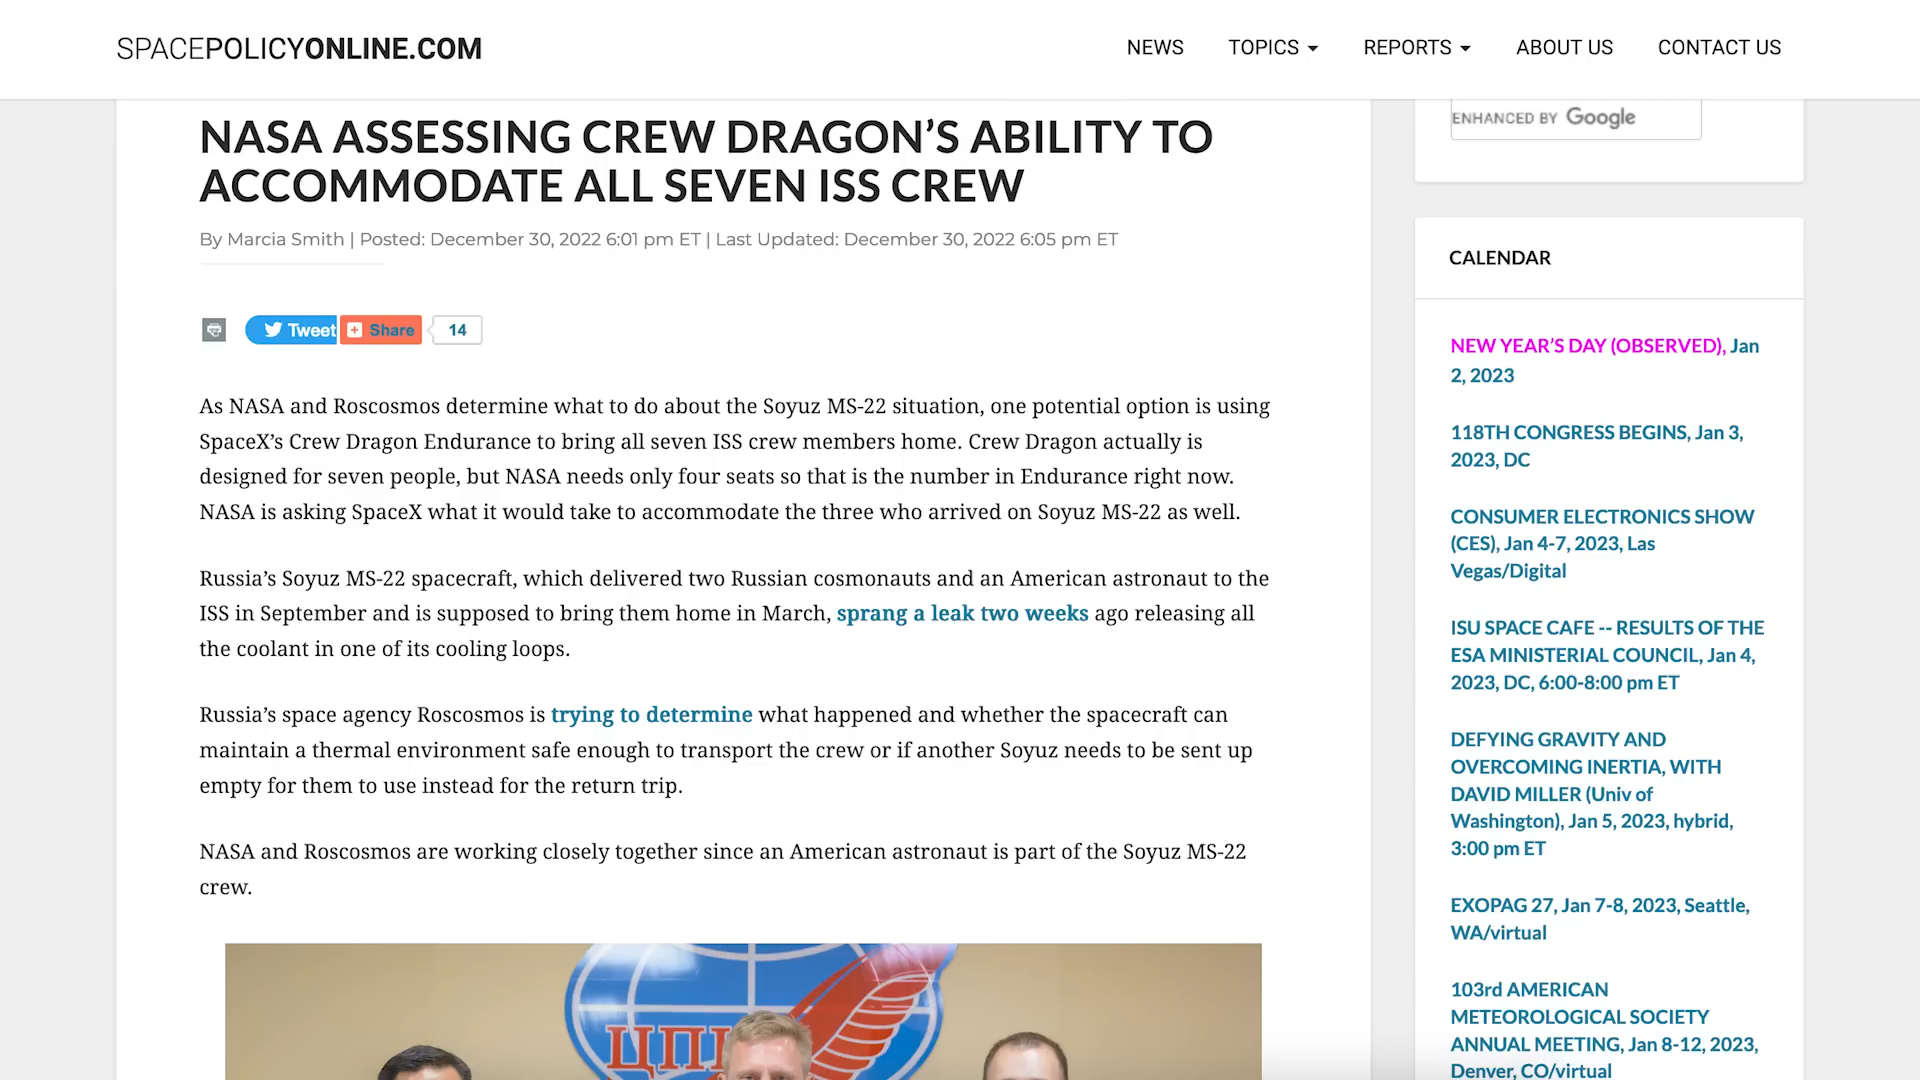 SPACEPOLICYONLINE.COM
NEWS
TOPICS
REPORTS
ABOUT US
CONTACT US
NASA ASSESSING CREW DRAGON’S ABILITY TO
ACCOMMODATE ALL SEVEN ISS CREW
By Marcia Smith | Posted: December 30, 2022 6:01 pm ET | Last Updated: December 30, 2022 6:05 pm ET
Tweet
Share
14
As NASA and Roscosmos determine what to do about the Soyuz MS-22 situation, one potential option is using
SpaceX’s Crew Dragon Endurance to bring all seven ISS crew members home. Crew Dragon actually is
designed for seven people, but NASA needs only four seats so that is the number in Endurance right now.
NASA is asking SpaceX what it would take to accommodate the three who arrived on Soyuz MS-22 as well.
Russia’s Soyuz MS-22 spacecraft, which delivered two Russian cosmonauts and an American astronaut to the
ISS in September and is supposed to bring them home in March, sprang a leak two weeks ago releasing all
the coolant in one of its cooling loops.
Russia’s space agency Roscosmos is trying to determine what happened and whether the spacecraft can
maintain a thermal environment safe enough to transport the crew or if another Soyuz needs to be sent up
empty for them to use instead for the return trip.
NASA and Roscosmos are working closely together since an American astronaut is part of the Soyuz MS-22
crew.
ENHANCED BY Google
CALENDAR
NEW YEAR’S DAY (OBSERVED), Jan
2, 2023
118TH CONGRESS BEGINS, Jan 3,
2023, DC
CONSUMER ELECTRONICS SHOW
(CES), Jan 4-7, 2023, Las
Vegas/Digital
ISU SPACE CAFE -- RESULTS OF THE
ESA MINISTERIAL COUNCIL, Jan 4,
2023, DC, 6:00-8:00 pm ET
DEFYING GRAVITY AND
OVERCOMING INERTIA, WITH
DAVID MILLER (Univ of
Washington), Jan 5, 2023, hybrid,
3:00 pm ET
EXOPAG 27, Jan 7-8, 2023, Seattle,
WA/virtual
103rd AMERICAN
METEOROLOGICAL SOCIETY
ANNUAL MEETING, Jan 8-12, 2023,
Denver, CO/virtual